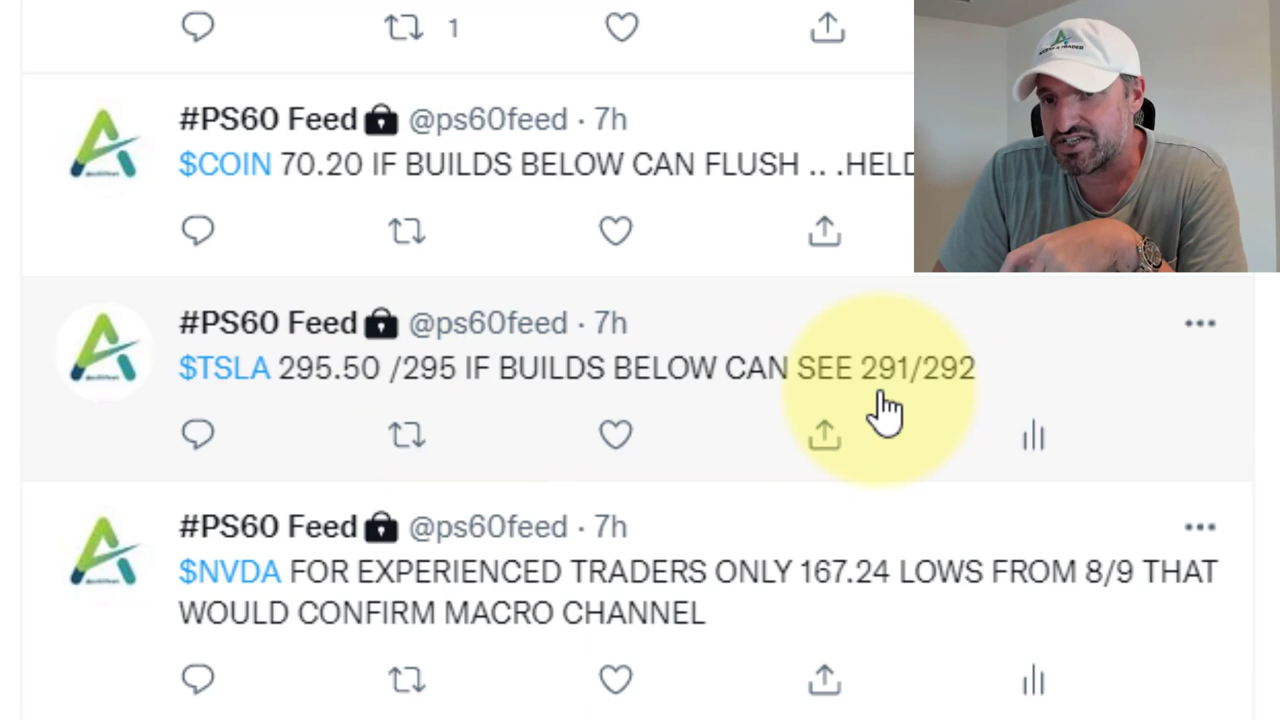 1
#PS60 Feed @ps60feed · 7h
$COIN 70.20 IF BUILDS BELOW CAN FLUSH .. .HELD
#PS60 Feed @ps60feed · 7h
$TSLA 295.50 /295 IF BUILDS BELOW CAN SEE 291/292
#PS60 Feed @ps60feed · 7h
$NVDA FOR EXPERIENCED TRADERS ONLY 167.24 LOWS FROM 8/9 THAT
WOULD CONFIRM MACRO CHANNEL